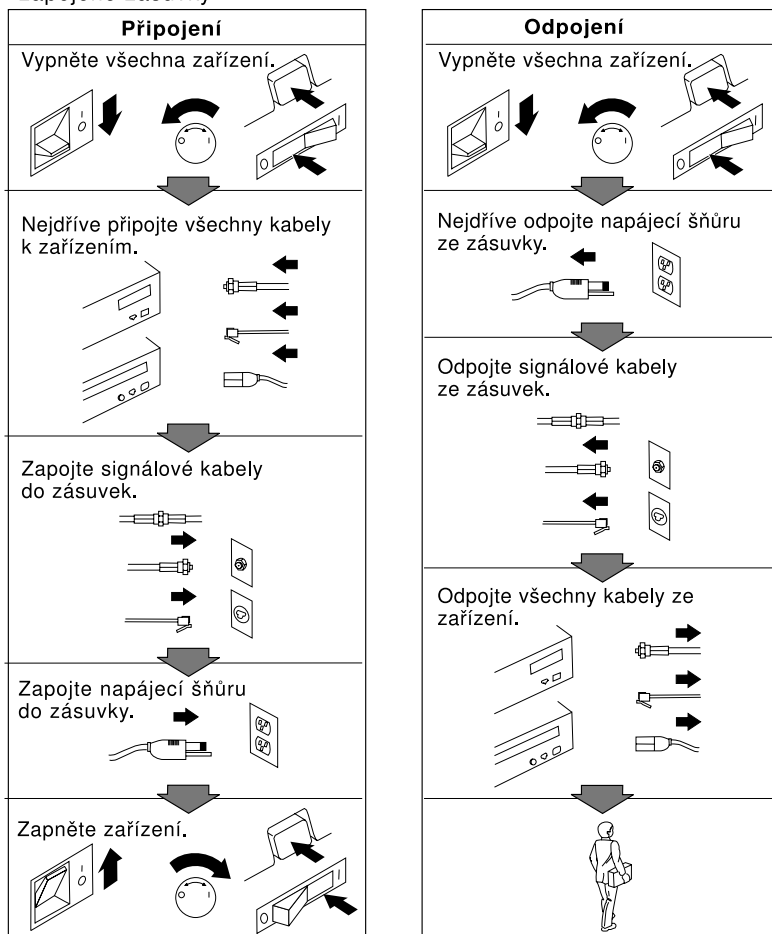 zapojené zásuvky
Připojení
Vypněte všechna zařízení.
Nejdříve připojte všechny kabely
k zařízením.
Zapojte signálové kabely
do zásuvek.
Zapojte napájecí šňůru
do zásuvky.
Zapněte zařízení.
Odpojení
Vypněte všechna zařízení.
Nejdříve odpojte napájecí šňůru
ze zásuvky.
Odpojte signálové kabely
ze zásuvek.
Odpojte všechny kabely ze
zařízení.